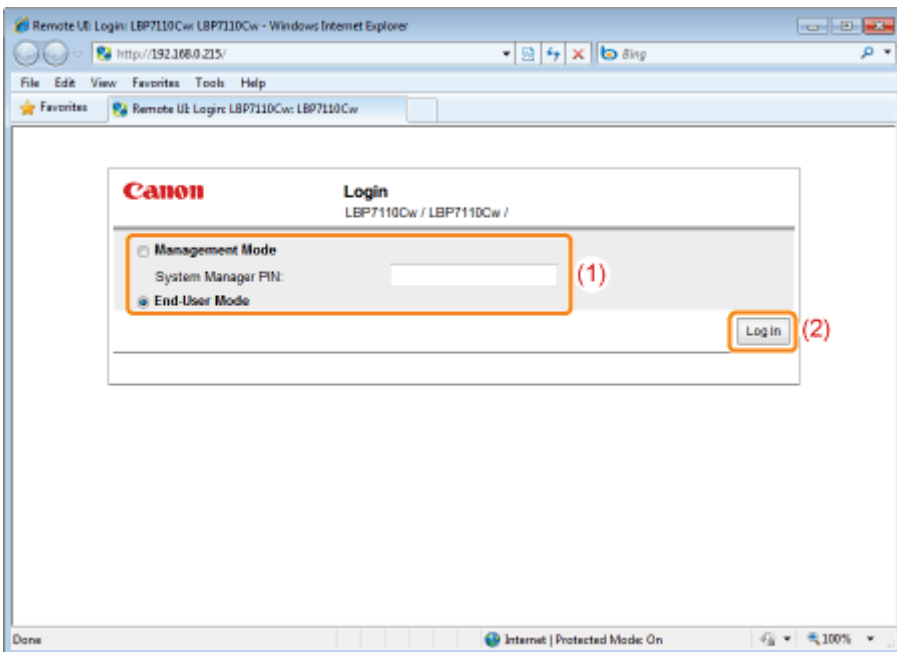 Remote UI: Login: LBP7110Cw: LBP7110Cw - Windows Internet Explorer
http://192.168.0.215/
Bing
File Edit View Favorites Tools Help
Favorites
Remote UI: Login: LBP7110Cw: LBP7110Cw
Canon
Login
LBP7110Cw / LBP7110Cw /
Management Mode
System Manager PIN:
(1)
End-User Mode
Log In
(2)
Done
Internet | Protected Mode: On
100%